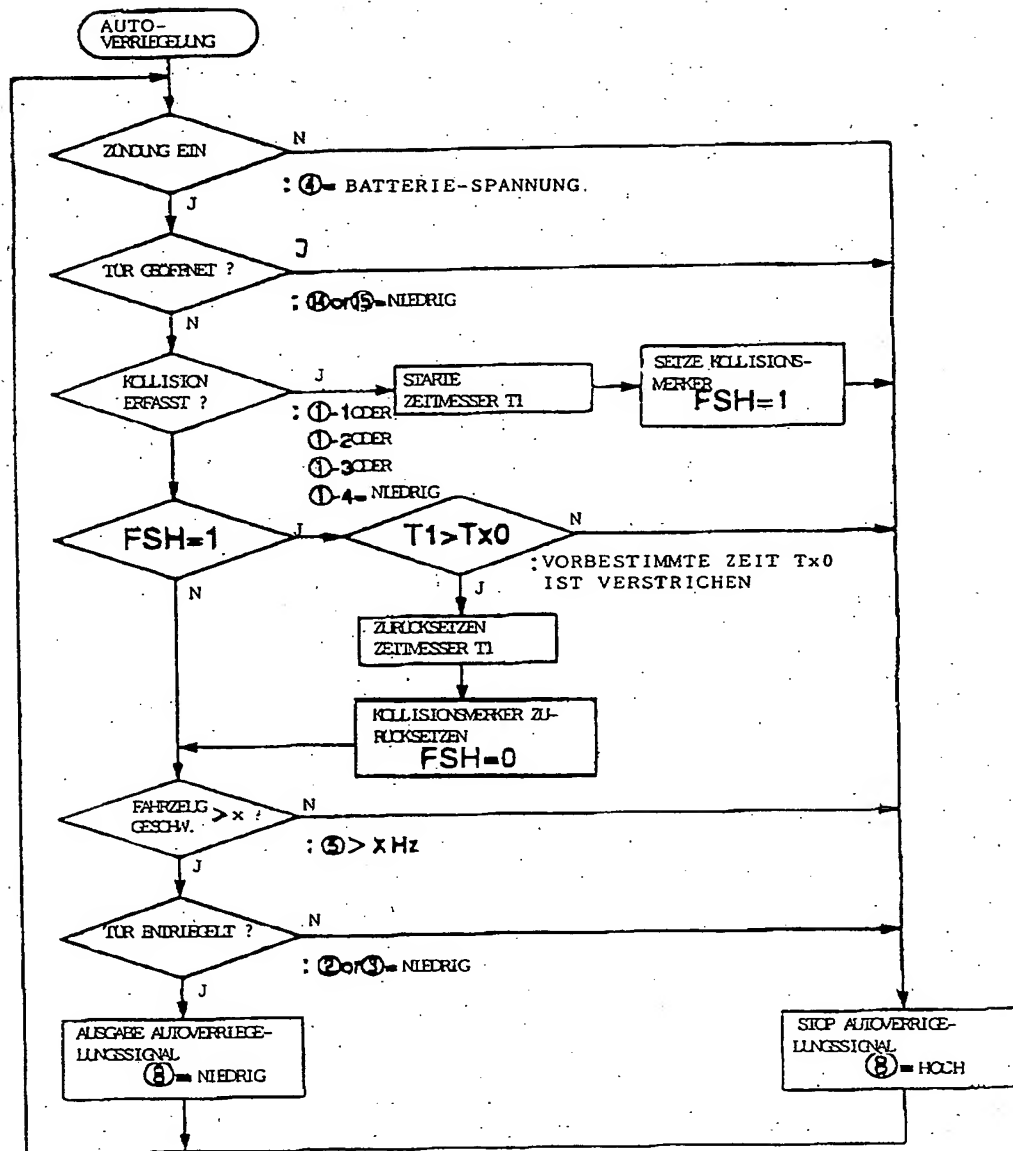 AUTO-
VERRIEGELUNG
ZÜNDUNG EIN
N
: ④= BATTERIE-SPANNUNG.
J
TÜR GEÖFFNET ?
J
: ⑭or⑮=NIEDRIG
N
KOLLISION
ERFASST ?
J
: ①-1ODER
①-2ODER
①-3ODER
①-4= NIEDRIG
STARTE
ZEITMESSER T1
SETZE KOLLISIONS-
MERKER
FSH=1
FSH=1
J
N
T1>Tx0
N
:VORBESTIMMTE ZEIT Tx0
IST VERSTRICHEN
J
ZURÜCKSETZEN
ZEITMESSER T1
KOLLISIONSMERKER ZU-
RÜCKSETZEN
FSH=0
FAHRZEUG
GESCHW. > x ?
N
: ⑤> X Hz
J
TÜR ENTRIEGELT ?
N
: ②or③= NIEDRIG
J
AUSGABE AUTOVERRIEGE-
LUNGSSIGNAL
⑧= NIEDRIG
STOP AUTOVERRIGE-
LUNGSSIGNAL
⑧= HOCH